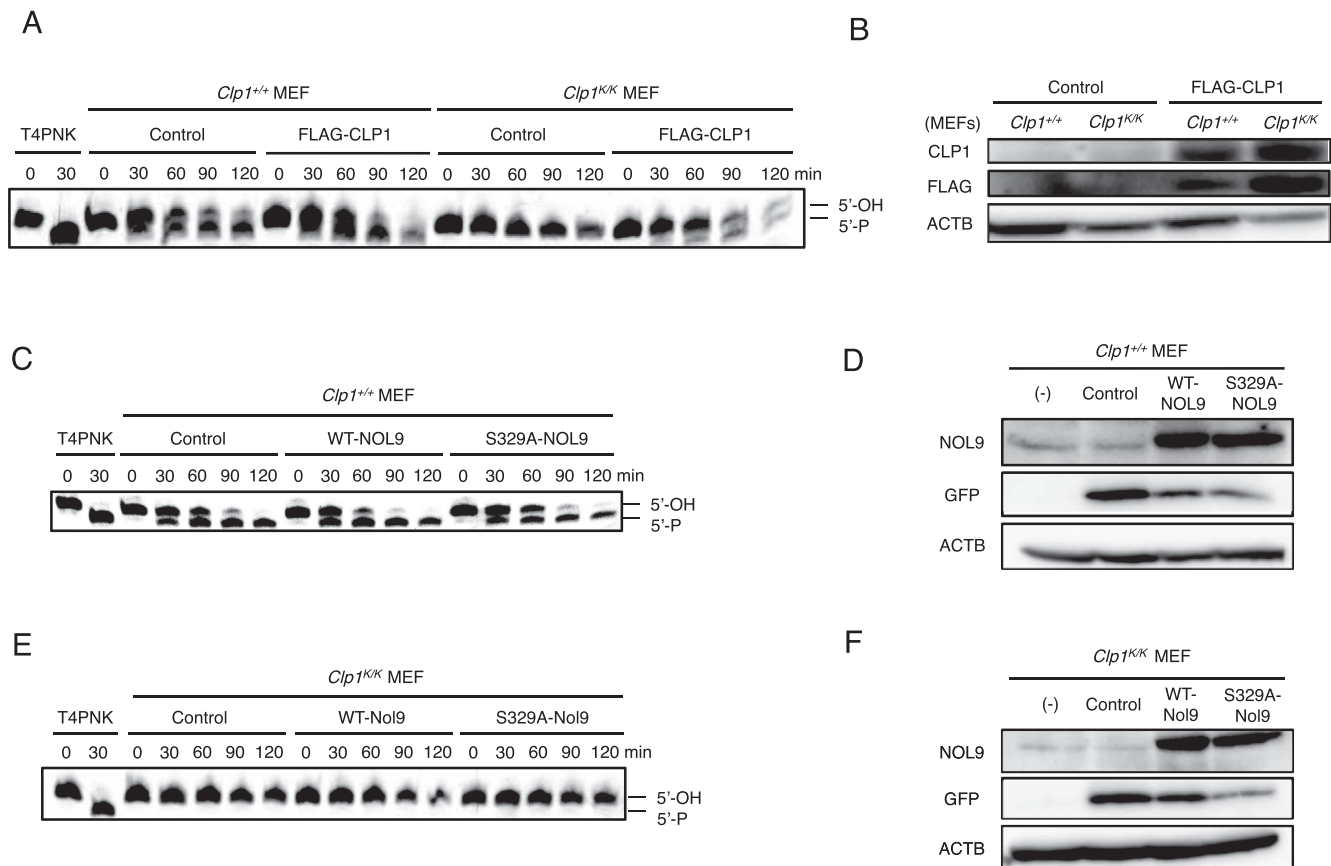 A
Clp1+/+ MEF
Clp1K/K MEF
T4PNK
Control
FLAG-CLP1
Control
FLAG-CLP1
0 30 0 30 60 90 120 0 30 60 90 120 0 30 60 90 120 0 30 60 90 120 min
5'-OH
5'-P
B
Control
FLAG-CLP1
(MEFs) Clp1+/+ Clp1K/K Clp1+/+ Clp1K/K
CLP1
FLAG
ACTB
C
Clp1+/+ MEF
T4PNK
Control
WT-NOL9
S329A-NOL9
0 30 0 30 60 90 120 0 30 60 90 120 0 30 60 90 120 min
5'-OH
5'-P
D
Clp1+/+ MEF
(-) Control WT-NOL9 S329A-NOL9
NOL9
GFP
ACTB
E
Clp1K/K MEF
T4PNK
Control
WT-Nol9
S329A-Nol9
0 30 0 30 60 90 120 0 30 60 90 120 0 30 60 90 120 min
5'-OH
5'-P
F
Clp1K/K MEF
(-) Control WT-Nol9 S329A-Nol9
NOL9
GFP
ACTB